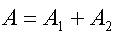 A = A₁ + A₂